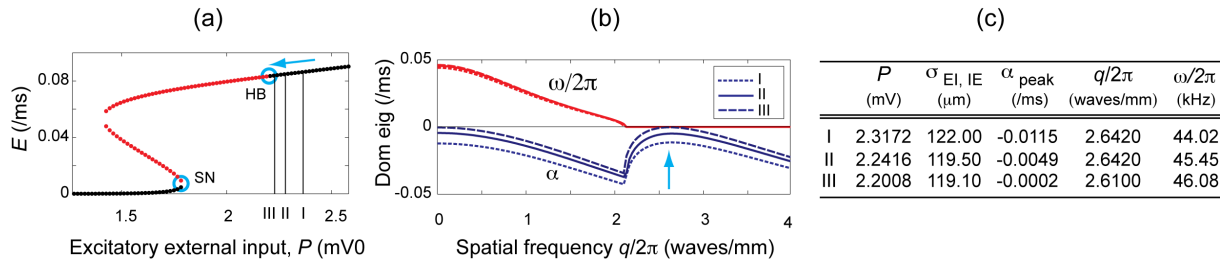 (a)
E (/ms)
0.08
0.04
0
HB
SN
1.5
2
III
II
I
2.5
Excitatory external input, P (mV0
(b)
Dom eig (/ms)
0.05
0
-0.05
ω/2π
α
I
II
III
0
1
2
3
4
Spatial frequency q/2π (waves/mm)
(c)
P σ EI, IE α peak q/2π ω/2π
(mV) (μm) (/ms) (waves/mm) (kHz)
I 2.3172 122.00 -0.0115 2.6420 44.02
II 2.2416 119.50 -0.0049 2.6420 45.45
III 2.2008 119.10 -0.0002 2.6100 46.08